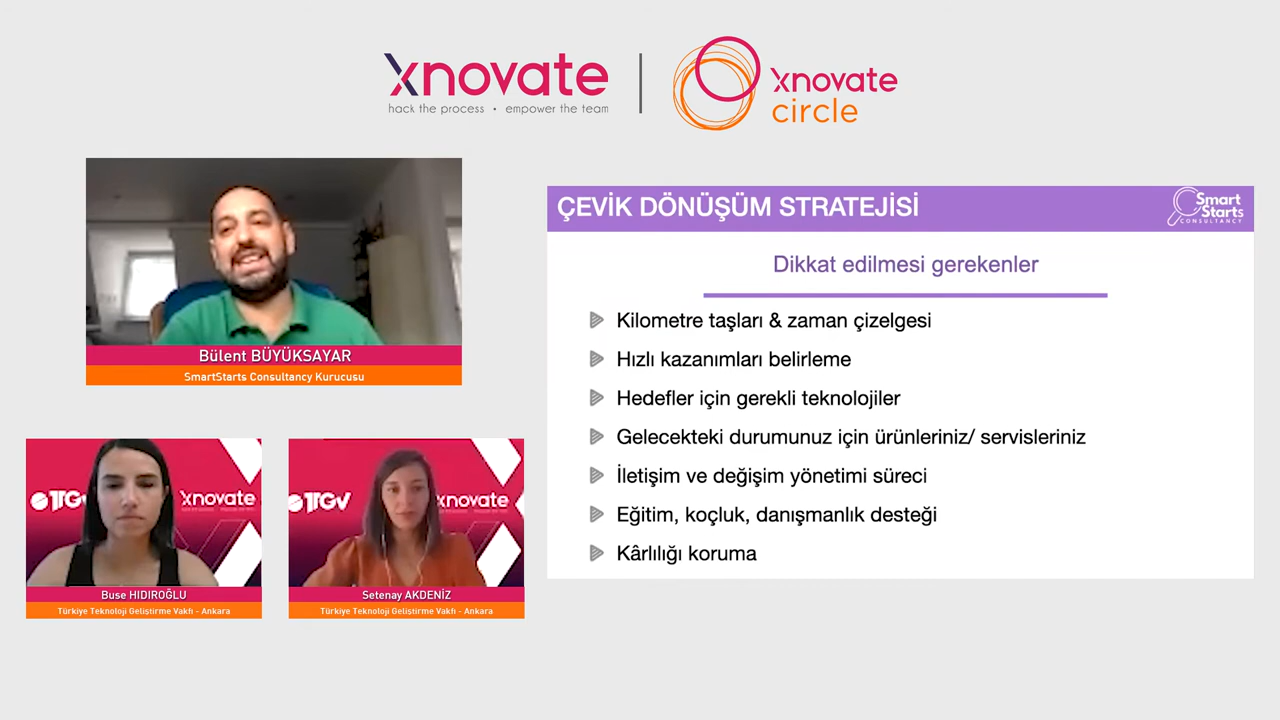 xnovate
hack the process • empower the team
xnovate
circle
Bülent BÜYÜKSAYAR
SmartStarts Consultancy Kurucusu
TTGV
xnovate
Buse HIDIROĞLU
Türkiye Teknoloji Geliştirme Vakfı - Ankara
TTGV
xnovate
Setenay AKDENİZ
Türkiye Teknoloji Geliştirme Vakfı - Ankara
ÇEVİK DÖNÜŞÜM STRATEJİSİ
Smart
Starts
CONSULTANCY
Dikkat edilmesi gerekenler
Kilometre taşları & zaman çizelgesi
Hızlı kazanımları belirleme
Hedefler için gerekli teknolojiler
Gelecekteki durumunuz için ürünleriniz/ servisleriniz
İletişim ve değişim yönetimi süreci
Eğitim, koçluk, danışmanlık desteği
Kârlılığı koruma